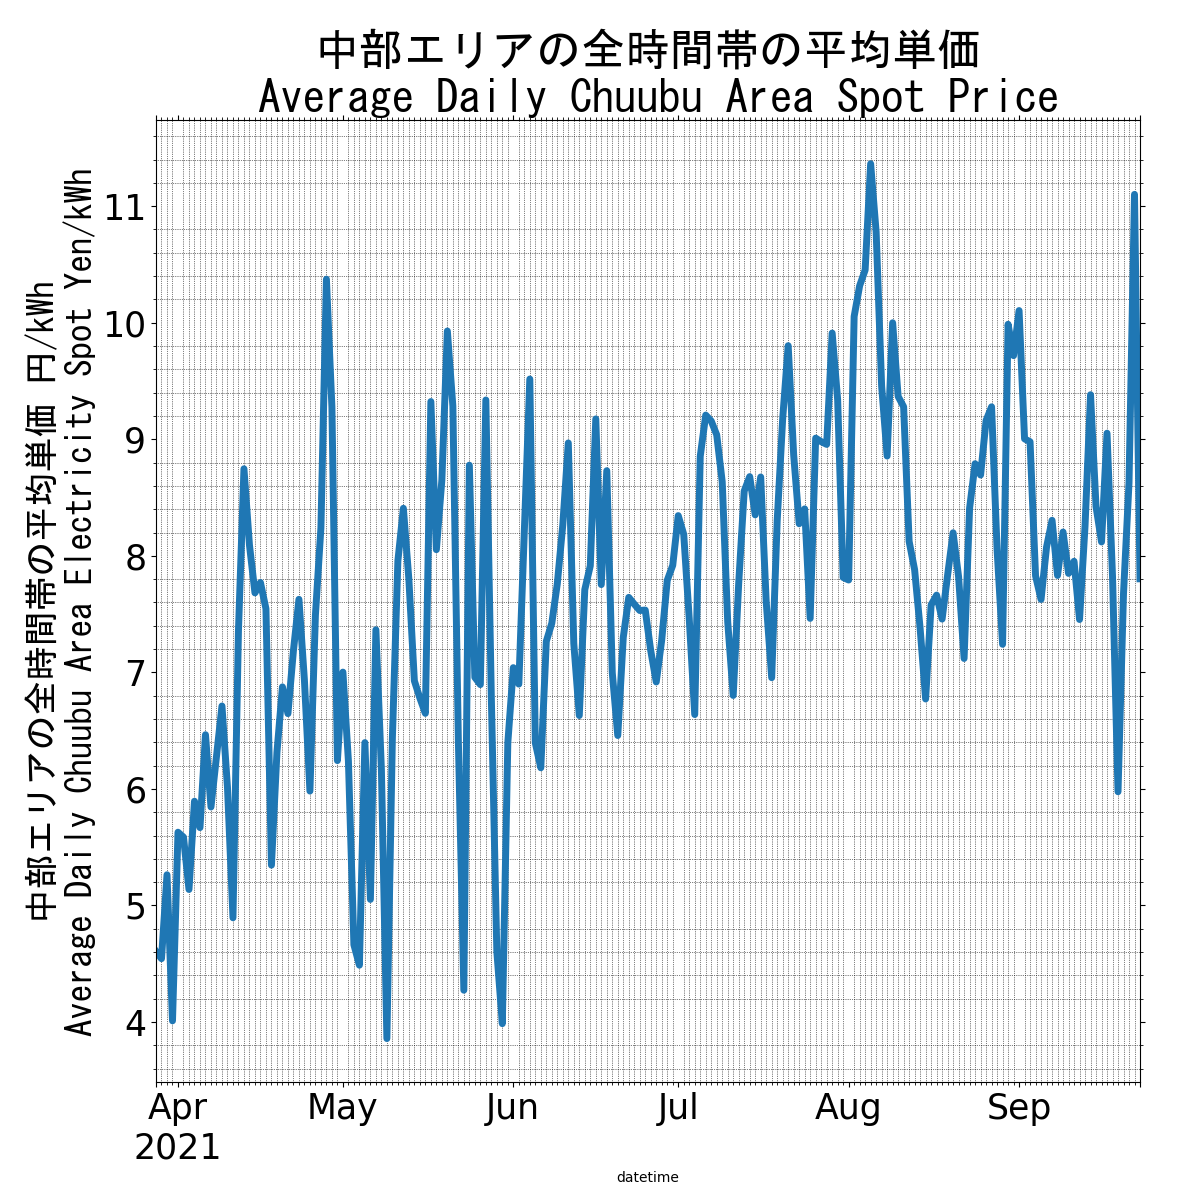 中部エリアの全時間帯の平均単価
Average Daily Chuubu Area Spot Price
中部エリアの全時間帯の平均単価 円/kWh
Average Daily Chuubu Area Electricity Spot Yen/kWh
11
10
9
8
7
6
5
4
Apr May Jun Jul Aug Sep
2021
datetime